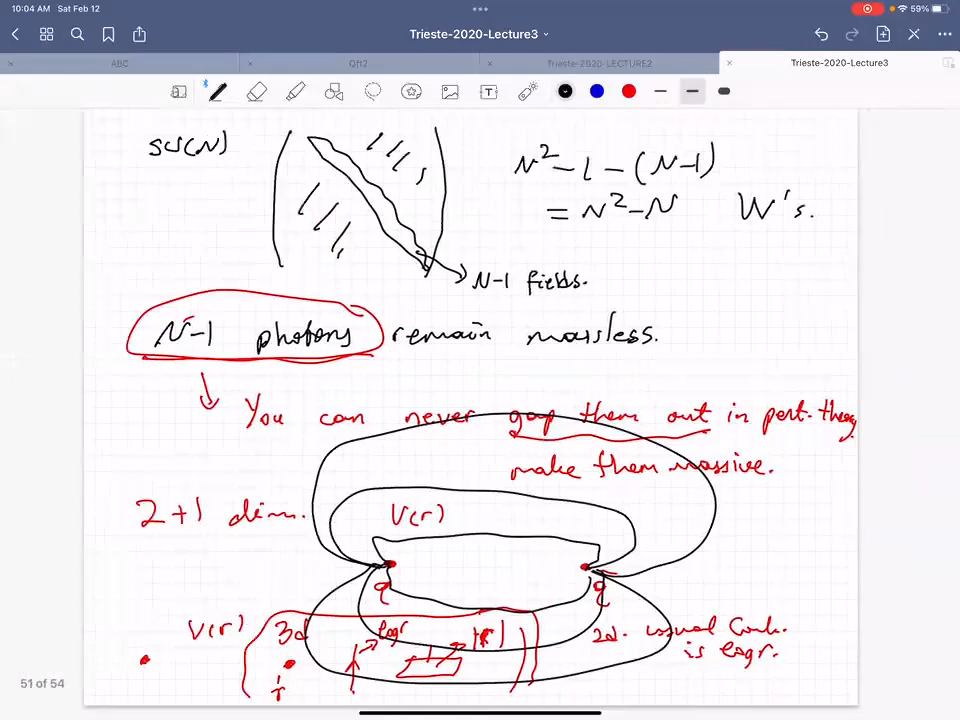 10:04 AM Sat Feb 12
59%
Trieste-2020-Lecture3
ABC
Qft2
Trieste-2020-LECTURE2
Trieste-2020-Lecture3
SU(N)
N²-1-(N-1)
= N²-N W's.
N-1 fields.
N-1 photons remain massless.
You can never gap them out in pert. theory
make them massive.
2+1 dim.
V(r)
q q
V(r) 3d logr |r| 2d. usual Coul.
is logr.
1/r
51 of 54